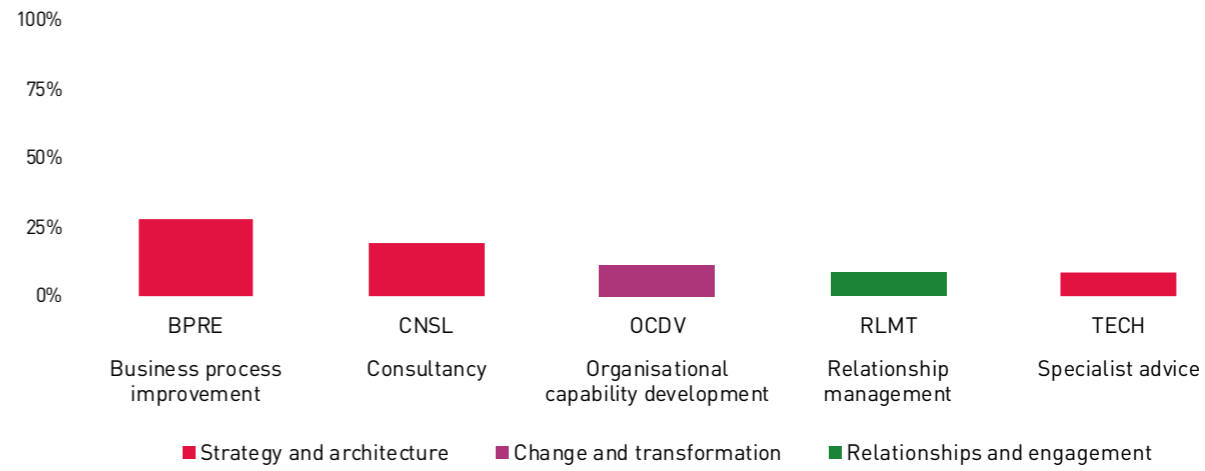 100%
75%
50%
25%
0%
BPRE CNSL OCDV RLMT TECH
Business process improvement
Consultancy
Organisational capability development
Relationship management
Specialist advice
Strategy and architecture Change and transformation Relationships and engagement